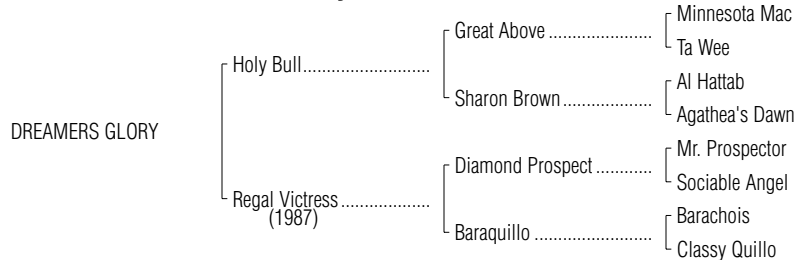 Minnesota Mac
Great Above ......................
Ta Wee
Holy Bull...........................
Al Hattab
Sharon Brown...................
Agathea's Dawn
DREAMERS GLORY
Mr. Prospector
Diamond Prospect ............
Sociable Angel
Regal Victress ...................
(1987)
Barachois
Baraquillo .........................
Classy Quillo